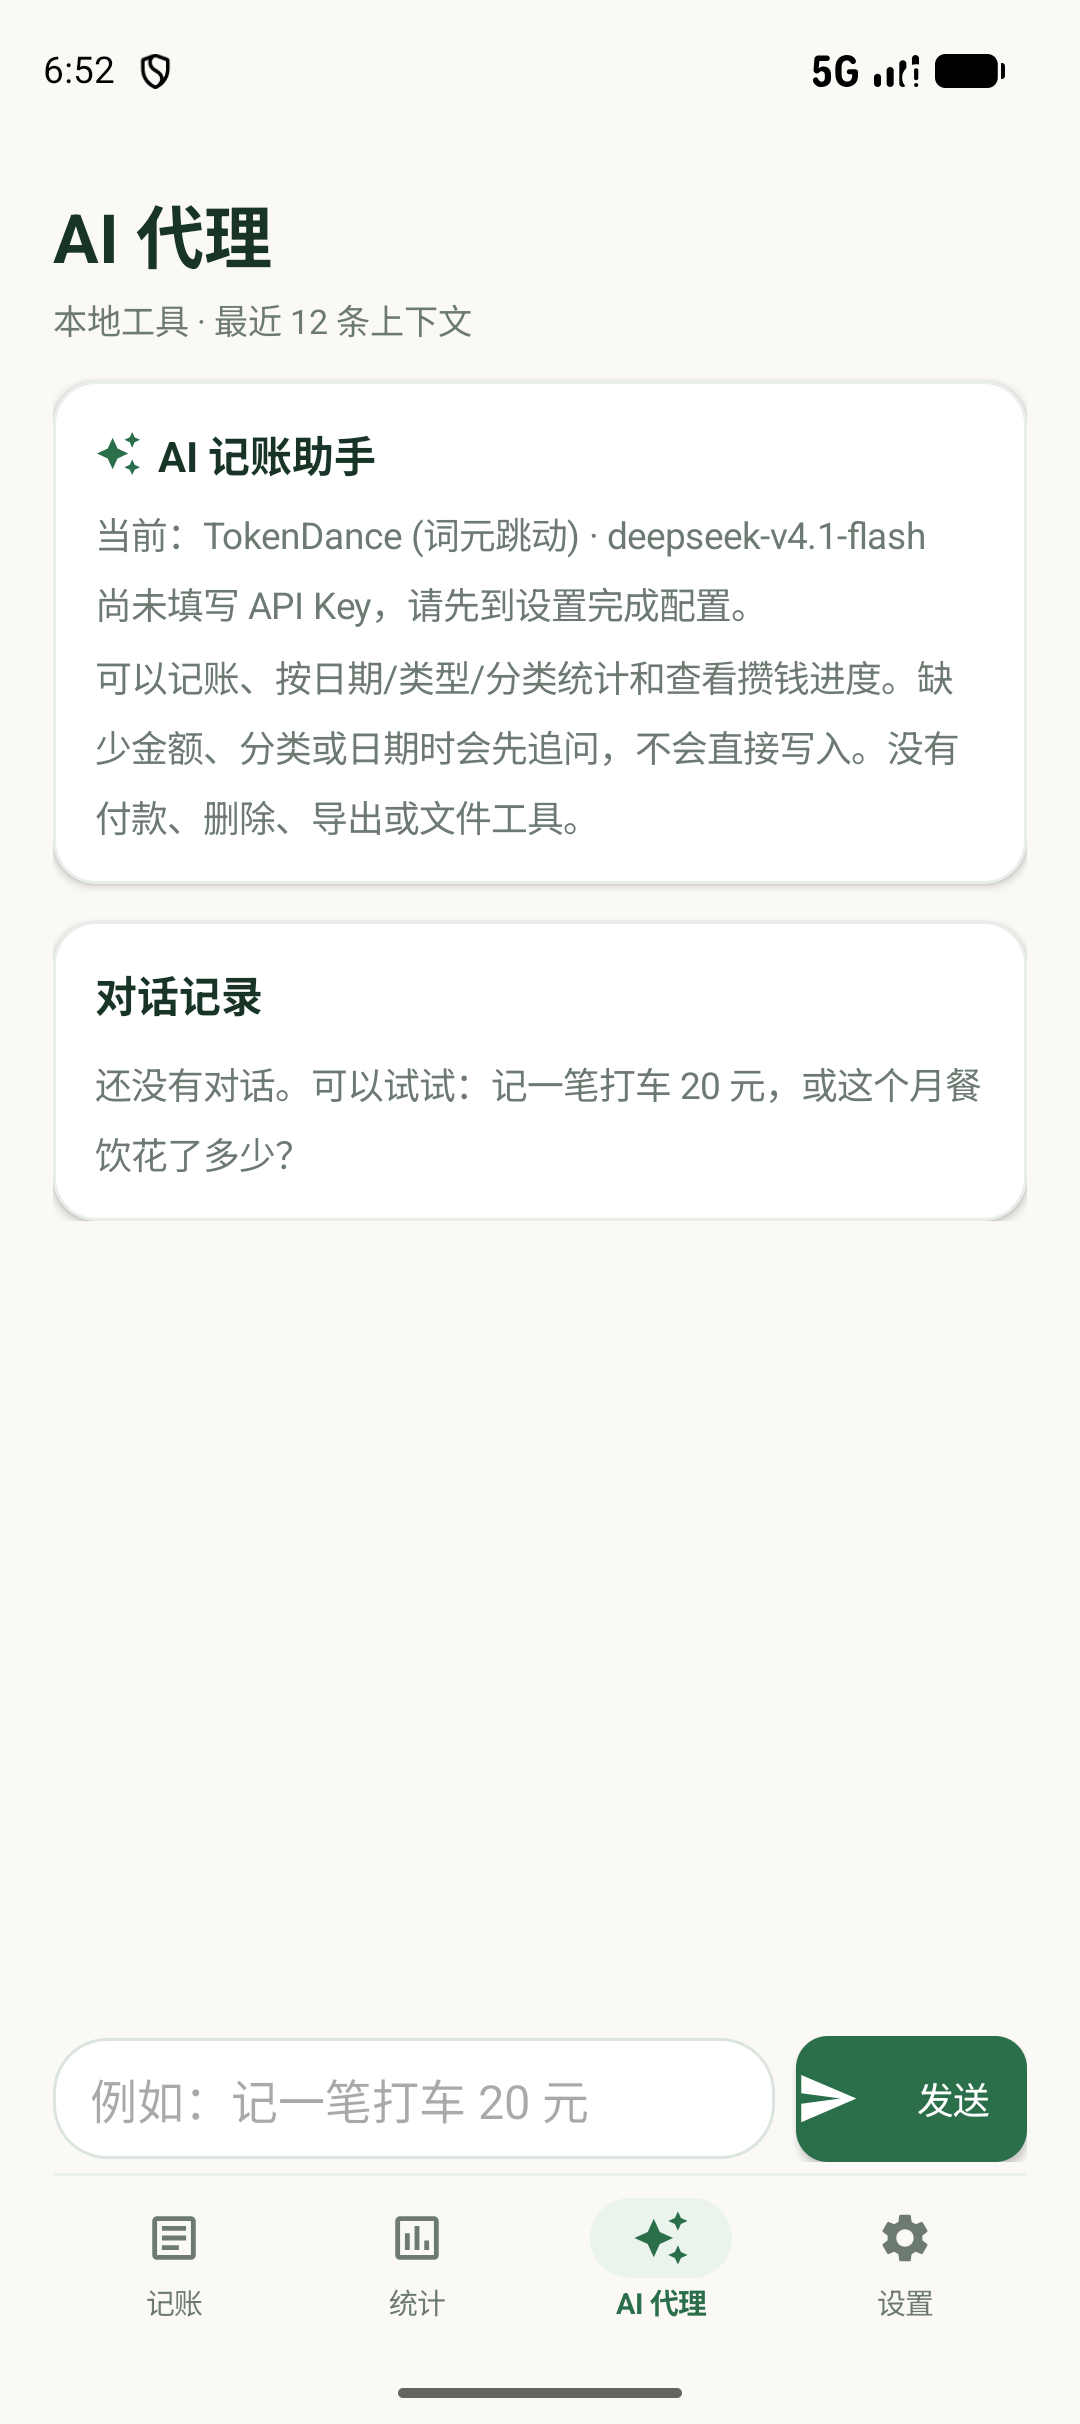 6:52
5G
AI 代理
本地工具 · 最近 12 条上下文
AI 记账助手
当前：TokenDance (词元跳动) · deepseek-v4.1-flash
尚未填写 API Key，请先到设置完成配置。
可以记账、按日期/类型/分类统计和查看攒钱进度。缺
少金额、分类或日期时会先追问，不会直接写入。没有
付款、删除、导出或文件工具。
对话记录
还没有对话。可以试试：记一笔打车 20 元，或这个月餐
饮花了多少？
例如：记一笔打车 20 元
发送
记账
统计
AI 代理
设置